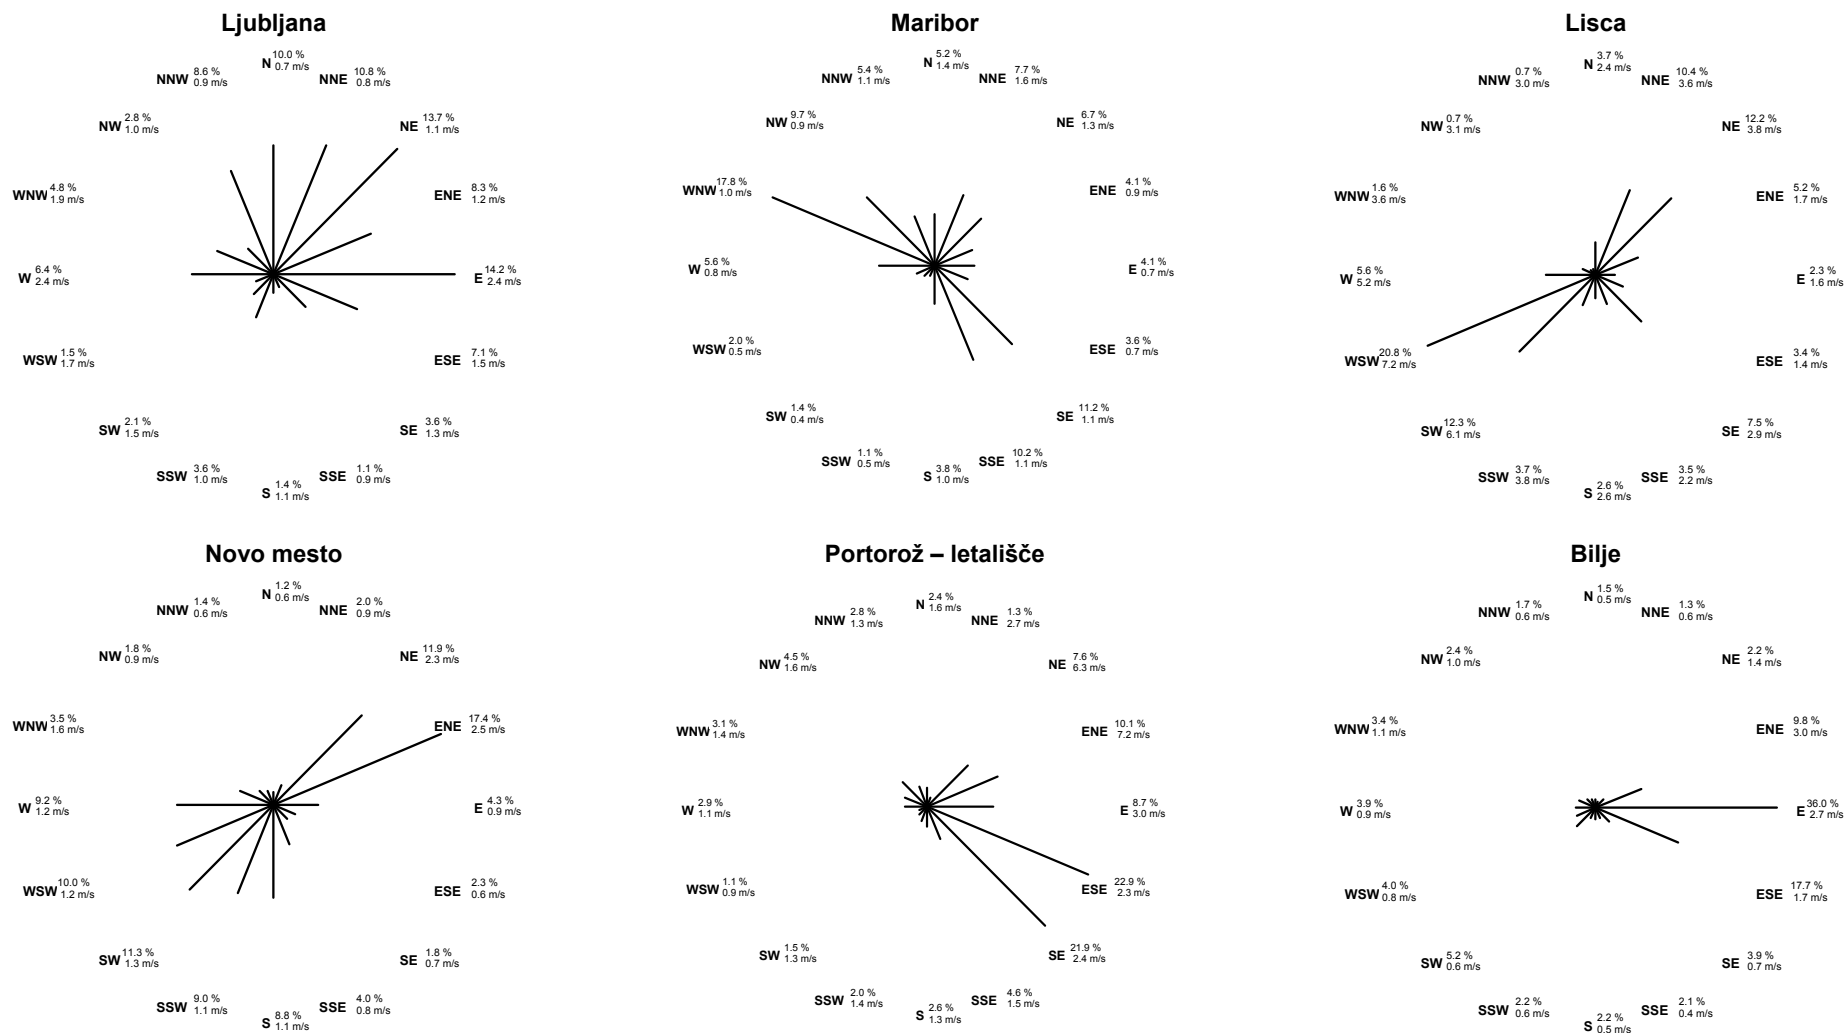 Ljubljana
N 10.0 %
0.7 m/s
NNE 10.8 %
0.8 m/s
NE 13.7 %
1.1 m/s
ENE 8.3 %
1.2 m/s
E 14.2 %
2.4 m/s
ESE 7.1 %
1.5 m/s
SE 3.6 %
1.3 m/s
SSE 1.1 %
0.9 m/s
S 1.4 %
1.1 m/s
SSW 3.6 %
1.0 m/s
SW 2.1 %
1.5 m/s
WSW 1.5 %
1.7 m/s
W 6.4 %
2.4 m/s
WNW 4.8 %
1.9 m/s
NW 2.8 %
1.0 m/s
NNW 8.6 %
0.9 m/s
Maribor
N 5.2 %
1.4 m/s
NNE 7.7 %
1.6 m/s
NE 6.7 %
1.3 m/s
ENE 4.1 %
0.9 m/s
E 4.1 %
0.7 m/s
ESE 3.6 %
0.7 m/s
SE 11.2 %
1.1 m/s
SSE 10.2 %
1.1 m/s
S 3.8 %
1.0 m/s
SSW 1.1 %
0.5 m/s
SW 1.4 %
0.4 m/s
WSW 2.0 %
0.5 m/s
W 5.6 %
0.8 m/s
WNW 17.8 %
1.0 m/s
NW 9.7 %
0.9 m/s
NNW 5.4 %
1.1 m/s
Lisca
N 3.7 %
2.4 m/s
NNE 10.4 %
3.6 m/s
NE 12.2 %
3.8 m/s
ENE 5.2 %
1.7 m/s
E 2.3 %
1.6 m/s
ESE 3.4 %
1.4 m/s
SE 7.5 %
2.9 m/s
SSE 3.5 %
2.2 m/s
S 2.6 %
2.6 m/s
SSW 3.7 %
3.8 m/s
SW 12.3 %
6.1 m/s
WSW 20.8 %
7.2 m/s
W 5.6 %
5.2 m/s
WNW 1.6 %
3.6 m/s
NW 0.7 %
3.1 m/s
NNW 0.7 %
3.0 m/s
Novo mesto
N 1.2 %
0.6 m/s
NNE 2.0 %
0.9 m/s
NE 11.9 %
2.3 m/s
ENE 17.4 %
2.5 m/s
E 4.3 %
0.9 m/s
ESE 2.3 %
0.6 m/s
SE 1.8 %
0.7 m/s
SSE 4.0 %
0.8 m/s
S 8.8 %
1.1 m/s
SSW 9.0 %
1.1 m/s
SW 11.3 %
1.3 m/s
WSW 10.0 %
1.2 m/s
W 9.2 %
1.2 m/s
WNW 3.5 %
1.6 m/s
NW 1.8 %
0.9 m/s
NNW 1.4 %
0.6 m/s
Portorož – letališče
N 2.4 %
1.6 m/s
NNE 1.3 %
2.7 m/s
NE 7.6 %
6.3 m/s
ENE 10.1 %
7.2 m/s
E 8.7 %
3.0 m/s
ESE 22.9 %
2.3 m/s
SE 21.9 %
2.4 m/s
SSE 4.6 %
1.5 m/s
S 2.6 %
1.3 m/s
SSW 2.0 %
1.4 m/s
SW 1.5 %
1.3 m/s
WSW 1.1 %
0.9 m/s
W 2.9 %
1.1 m/s
WNW 3.1 %
1.4 m/s
NW 4.5 %
1.6 m/s
NNW 2.8 %
1.3 m/s
Bilje
N 1.5 %
0.5 m/s
NNE 1.3 %
0.6 m/s
NE 2.2 %
1.4 m/s
ENE 9.8 %
3.0 m/s
E 36.0 %
2.7 m/s
ESE 17.7 %
1.7 m/s
SE 3.9 %
0.7 m/s
SSE 2.1 %
0.4 m/s
S 2.2 %
0.5 m/s
SSW 2.2 %
0.6 m/s
SW 5.2 %
0.6 m/s
WSW 4.0 %
0.8 m/s
W 3.9 %
0.9 m/s
WNW 3.4 %
1.1 m/s
NW 2.4 %
1.0 m/s
NNW 1.7 %
0.6 m/s